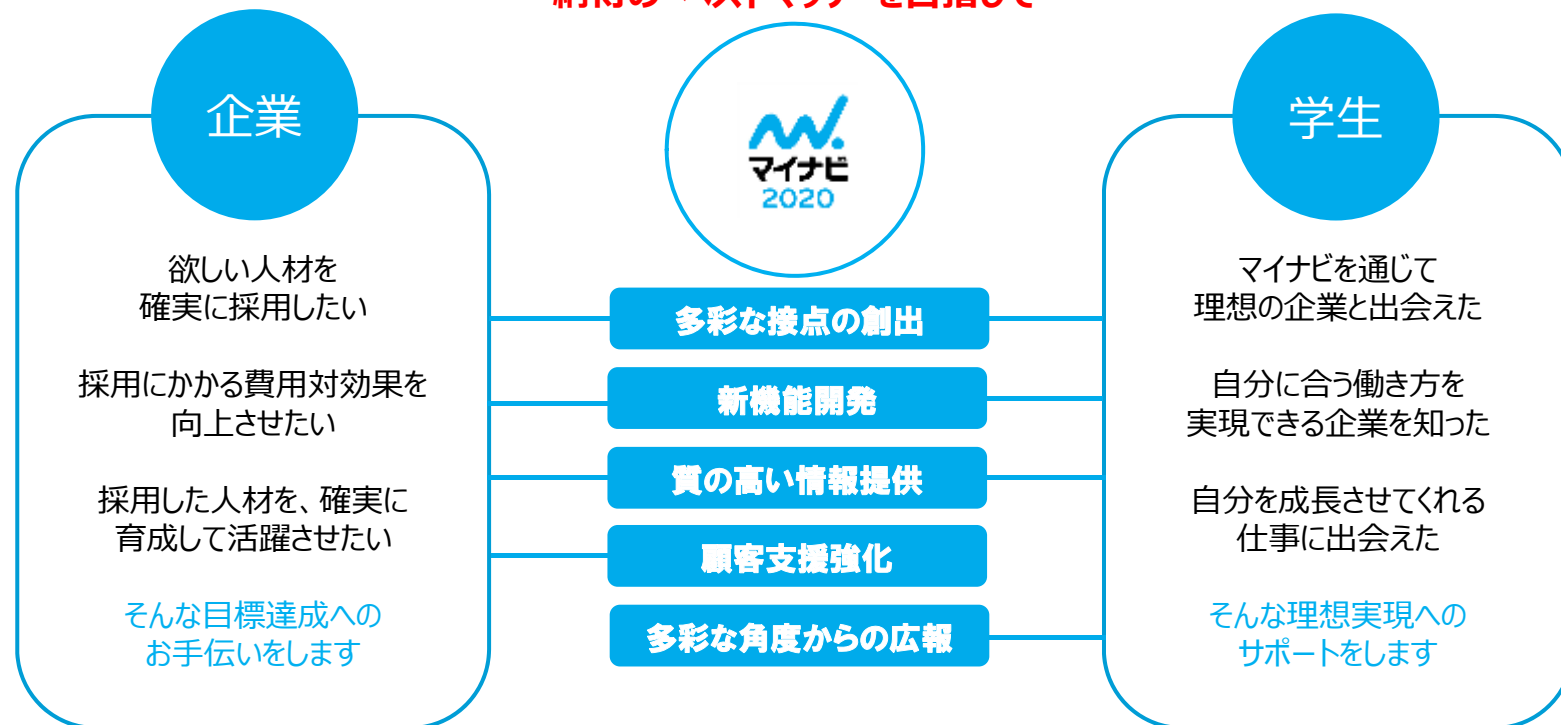 企業
欲しい人材を
確実に採用したい
採用にかかる費用対効果を
向上させたい
採用した人材を、確実に
育成して活躍させたい
そんな目標達成への
お手伝いをします
マイナビ
2020
多彩な接点の創出
新機能開発
質の高い情報提供
顧客支援強化
多彩な角度からの広報
学生
マイナビを通じて
理想の企業と出会えた
自分に合う働き方を
実現できる企業を知った
自分を成長させてくれる
仕事に出会えた
そんな理想実現への
サポートをします